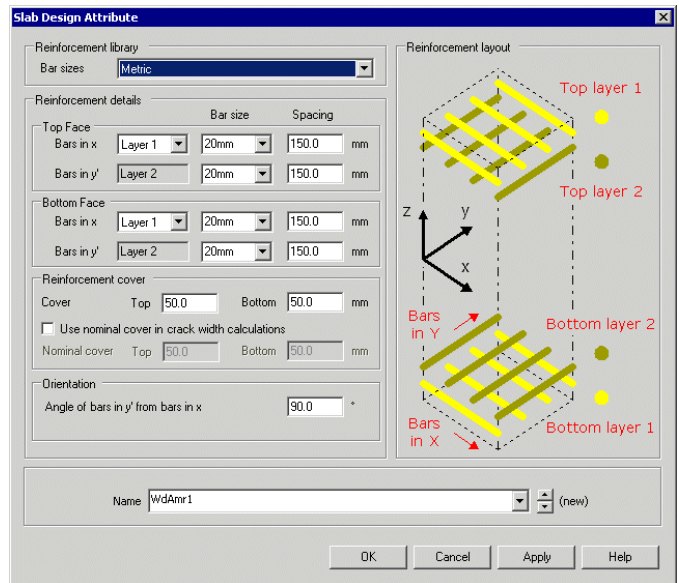 Slab Design Attribute
Reinforcement library
Bar sizes Metric
Reinforcement details
Bar size Spacing
Top Face
Bars in x Layer 1 20mm 150.0 mm
Bars in y' Layer 2 20mm 150.0 mm
Bottom Face
Bars in x Layer 1 20mm 150.0 mm
Bars in y' Layer 2 20mm 150.0 mm
Reinforcement cover
Cover Top 50.0 Bottom 50.0 mm
Use nominal cover in crack width calculations
Nominal cover Top 50.0 Bottom 50.0 mm
Orientation
Angle of bars in y' from bars in x 90.0 °
Reinforcement layout
Top layer 1
Top layer 2
z y
x
Bars
in Y
Bottom layer 2
Bars
in X
Bottom layer 1
Name WdAmr1 (new)
OK Cancel Apply Help